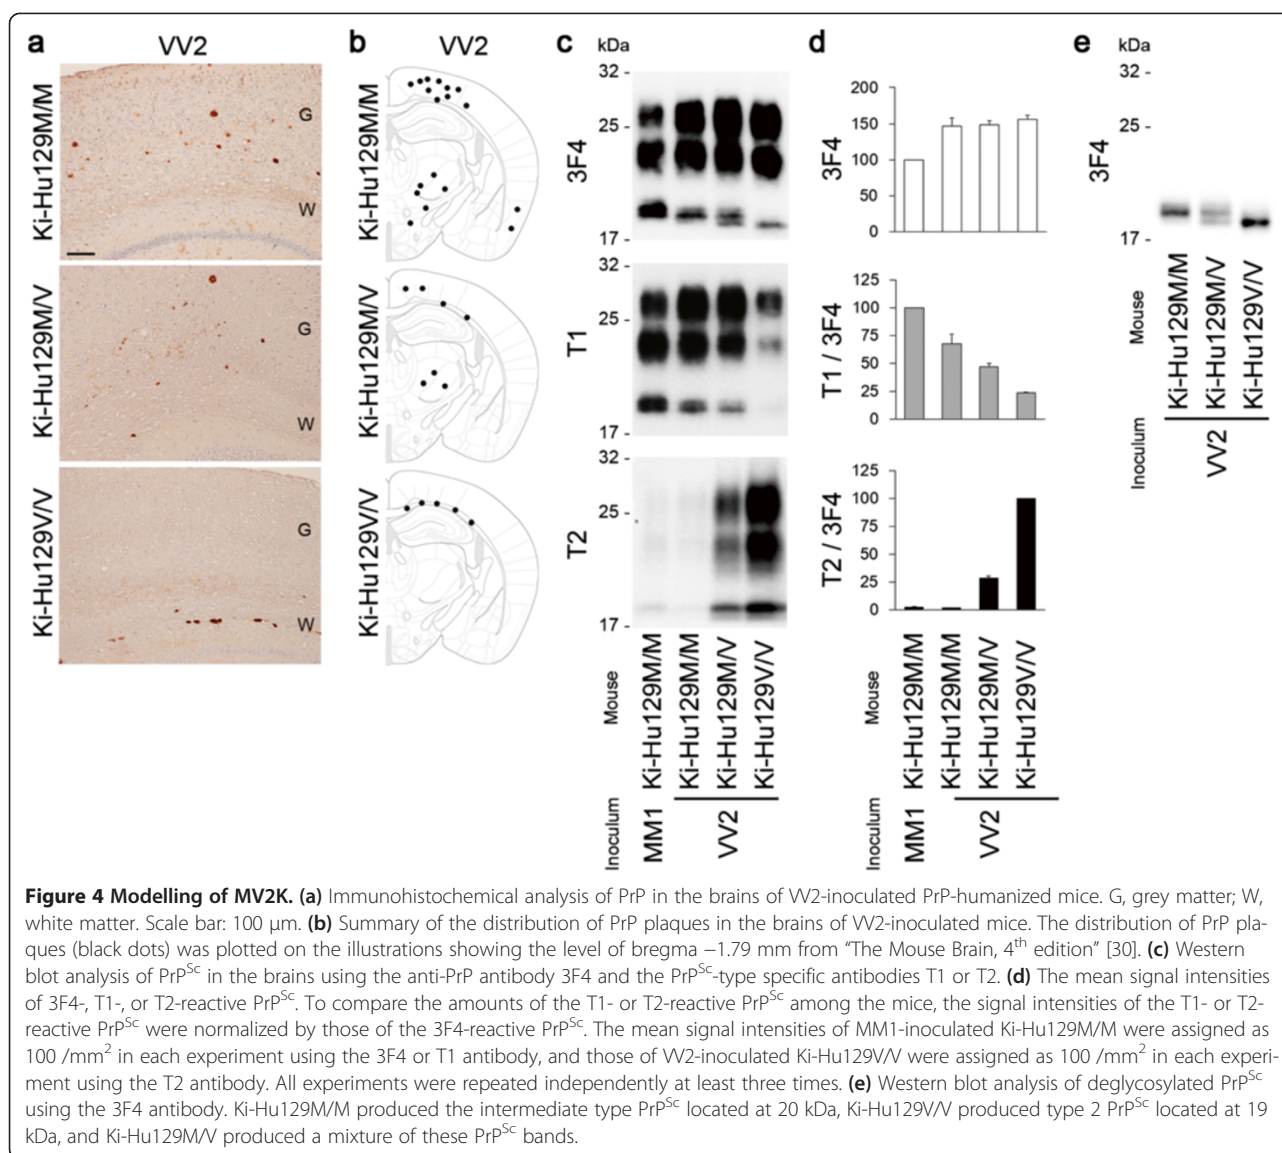 a
VV2
Ki-Hu129M/M
G
W
Ki-Hu129M/V
G
W
Ki-Hu129V/V
G
W
b
VV2
Ki-Hu129M/M
Ki-Hu129M/V
Ki-Hu129V/V
c
kDa
32 -
25 -
17 -
3F4
32 -
25 -
17 -
T1
32 -
25 -
17 -
T2
Mouse
Ki-Hu129M/M
Ki-Hu129M/M
Ki-Hu129M/V
Ki-Hu129V/V
Inoculum
MM1
VV2
d
3F4
200
150
100
50
0
T1 / 3F4
125
100
75
50
25
0
T2 / 3F4
125
100
75
50
25
0
Mouse
Ki-Hu129M/M
Ki-Hu129M/M
Ki-Hu129M/V
Ki-Hu129V/V
Inoculum
MM1
VV2
e
kDa
32 -
25 -
17 -
3F4
Mouse
Ki-Hu129M/M
Ki-Hu129M/V
Ki-Hu129V/V
Inoculum
VV2
Figure 4 Modelling of MV2K. (a) Immunohistochemical analysis of PrP in the brains of VV2-inoculated PrP-humanized mice. G, grey matter; W,
white matter. Scale bar: 100 μm. (b) Summary of the distribution of PrP plaques in the brains of VV2-inoculated mice. The distribution of PrP pla-
ques (black dots) was plotted on the illustrations showing the level of bregma −1.79 mm from “The Mouse Brain, 4th edition” [30]. (c) Western
blot analysis of PrPSc in the brains using the anti-PrP antibody 3F4 and the PrPSc-type specific antibodies T1 or T2. (d) The mean signal intensities
of 3F4-, T1-, or T2-reactive PrPSc. To compare the amounts of the T1- or T2-reactive PrPSc among the mice, the signal intensities of the T1- or T2-
reactive PrPSc were normalized by those of the 3F4-reactive PrPSc. The mean signal intensities of MM1-inoculated Ki-Hu129M/M were assigned as
100 /mm2 in each experiment using the 3F4 or T1 antibody, and those of VV2-inoculated Ki-Hu129V/V were assigned as 100 /mm2 in each experi-
ment using the T2 antibody. All experiments were repeated independently at least three times. (e) Western blot analysis of deglycosylated PrPSc
using the 3F4 antibody. Ki-Hu129M/M produced the intermediate type PrPSc located at 20 kDa, Ki-Hu129V/V produced type 2 PrPSc located at 19
kDa, and Ki-Hu129M/V produced a mixture of these PrPSc bands.